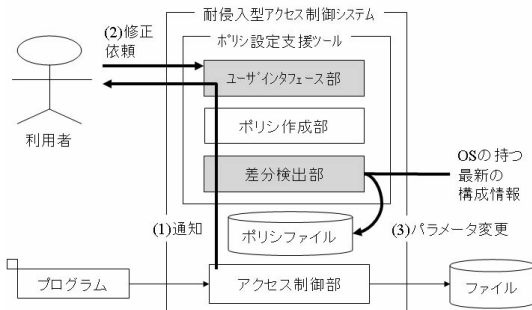 耐侵入型アクセス制御システム
(2)修正
依頼
ポリシ設定支援ツール
ユーザインタフェース部
利用者
ポリシ作成部
差分検出部
OSの持つ
最新の
構成情報
(1)通知
ポリシファイル
(3)パラメータ変更
プログラム
アクセス制御部
ファイル